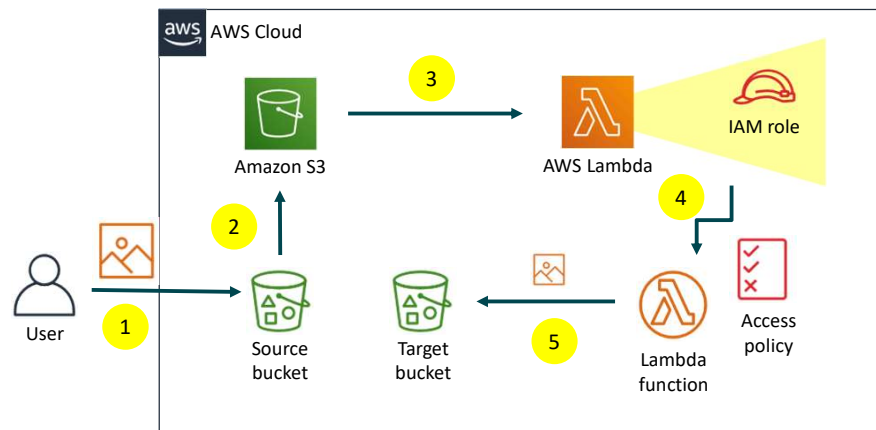 aws
AWS Cloud
3
IAM role
Amazon S3
AWS Lambda
2
4
User
1
Source
bucket
Target
bucket
5
Lambda
function
Access
policy